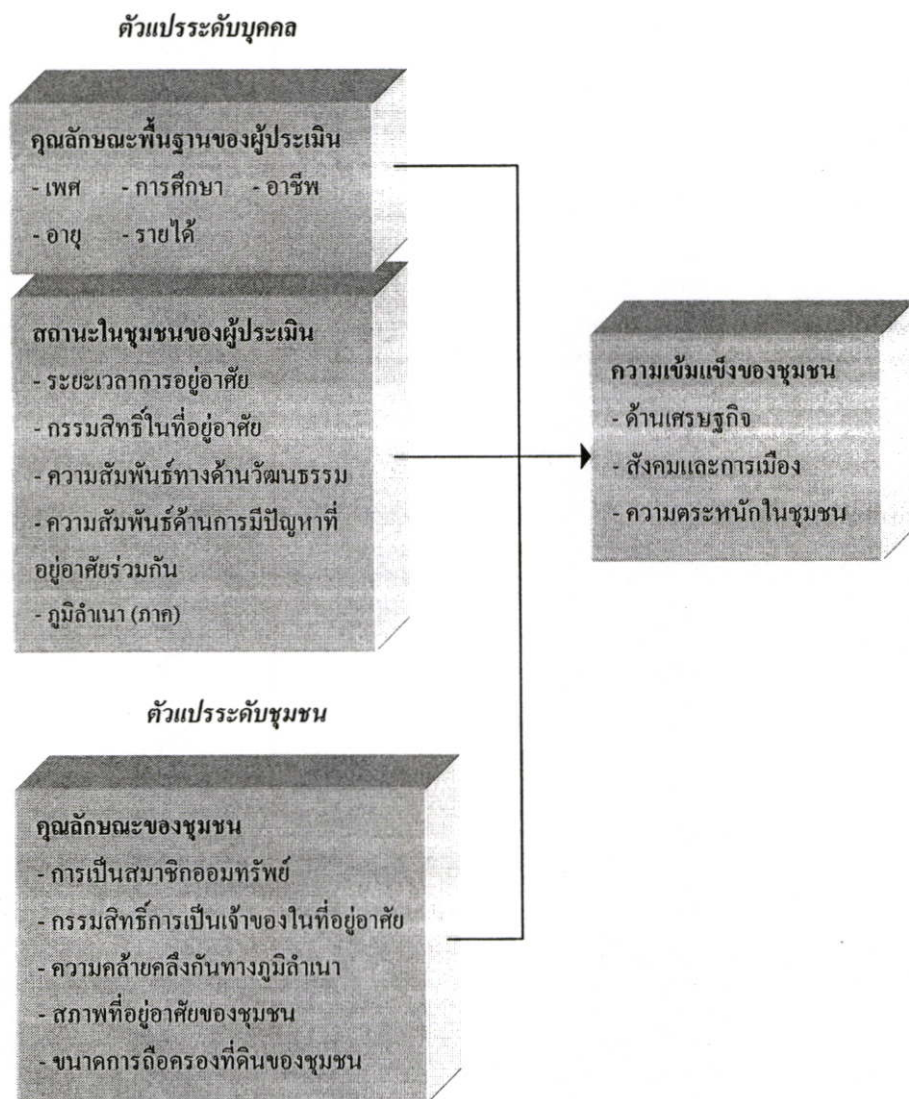 ตัวแปรระดับบุคคล
คุณลักษณะพื้นฐานของผู้ประเมิน
- เพศ - การศึกษา - อาชีพ
- อายุ - รายได้
สถานะในชุมชนของผู้ประเมิน
- ระยะเวลาการอยู่อาศัย
- กรรมสิทธิ์ในที่อยู่อาศัย
- ความสัมพันธ์ทางด้านวัฒนธรรม
- ความสัมพันธ์ด้านการมีปัญหาที่
อยู่อาศัยร่วมกัน
- ภูมิลำเนา (ภาค)
ความเข้มแข็งของชุมชน
- ด้านเศรษฐกิจ
- สังคมและการเมือง
- ความตระหนักในชุมชน
ตัวแปรระดับชุมชน
คุณลักษณะของชุมชน
- การเป็นสมาชิกออมทรัพย์
- กรรมสิทธิ์การเป็นเจ้าของในที่อยู่อาศัย
- ความคล้ายคลึงกันทางภูมิลำเนา
- สภาพที่อยู่อาศัยของชุมชน
- ขนาดการถือครองที่ดินของชุมชน